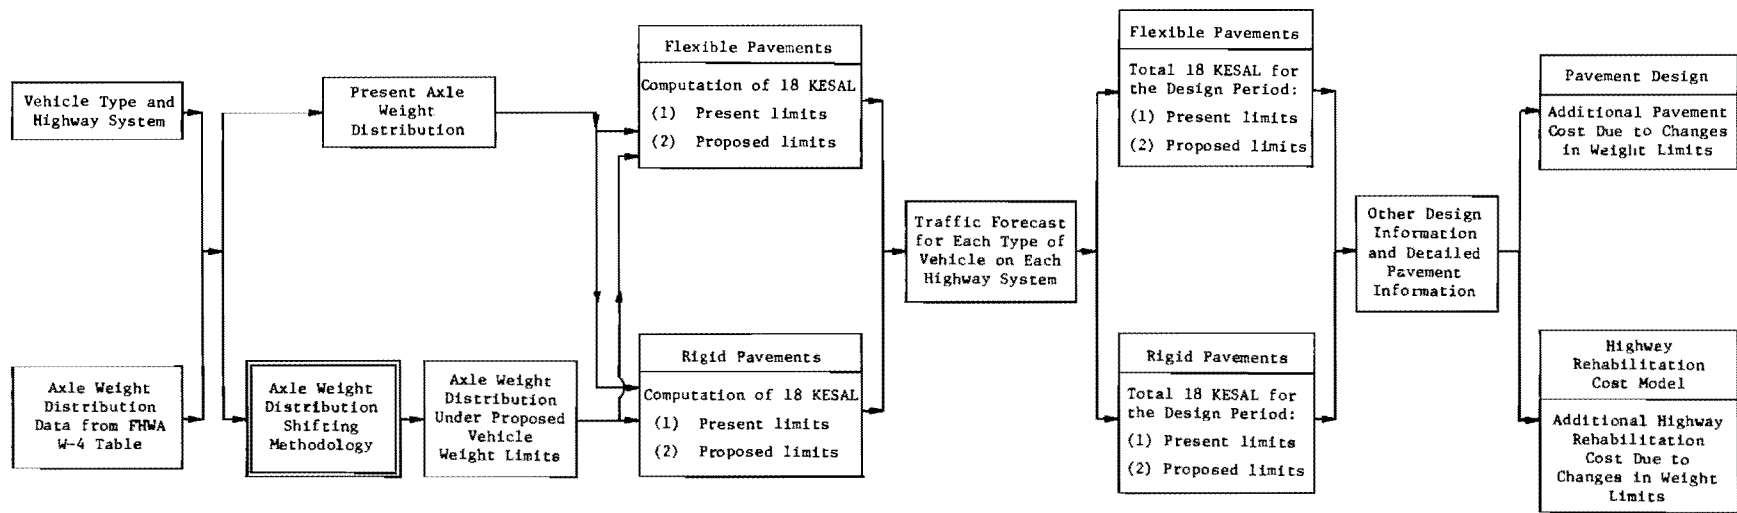 Vehicle Type and
Highway System
Axle Weight
Distribution
Data from FHWA
W-4 Table
Present Axle
Weight
Distribution
Axle Weight
Distribution
Shifting
Methodology
Axle Weight
Distribution
Under Proposed
Vehicle
Weight Limits
Flexible Pavements
Computation of 18 KESAL
(1) Present limits
(2) Proposed limits
Rigid Pavements
Computation of 18 KESAL
(1) Present limits
(2) Proposed limits
Traffic Forecast
for Each Type of
Vehicle on Each
Highway System
Flexible Pavements
Total 18 KESAL for
the Design Period:
(1) Present limits
(2) Proposed limits
Rigid Pavements
Total 18 KESAL for
the Design Period:
(1) Present limits
(2) Proposed limits
Other Design
Information
and Detailed
Pavement
Information
Pavement Design
Additional Pavement
Cost Due to Changes
in Weight Limits
Highway
Rehabilitation
Cost Model
Additional Highway
Rehabilitation
Cost Due to
Changes in Weight
Limits